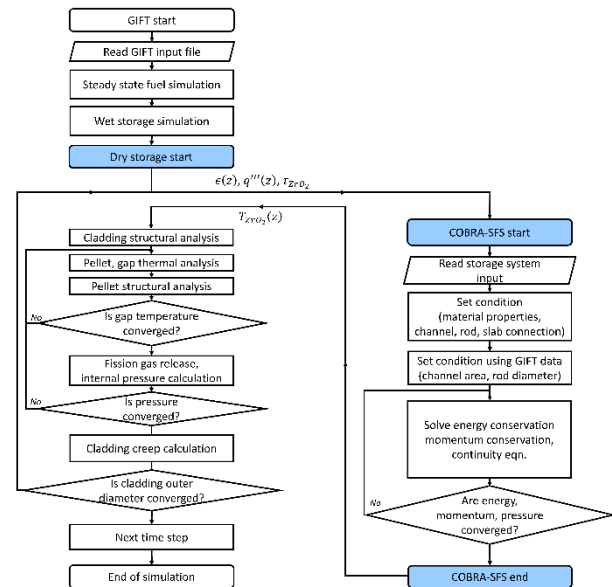 GIFT start
Read GIFT input file
Steady state fuel simulation
Wet storage simulation
Dry storage start
ϵ(z), q'''(z), τ_ZrO₂
T_ZrO₂(z)
Cladding structural analysis
Pellet, gap thermal analysis
Pellet structural analysis
No
Is gap temperature
converged?
Fission gas release,
internal pressure calculation
No
Is pressure
converged?
Cladding creep calculation
Is cladding outer
diameter converged?
Next time step
End of simulation
COBRA-SFS start
Read storage system
input
Set condition
(material properties,
channel, rod, slab connection)
Set condition using GIFT data
(channel area, rod diameter)
Solve energy conservation
momentum conservation,
continuity eqn.
No
Are energy,
momentum, pressure
converged?
COBRA-SFS end